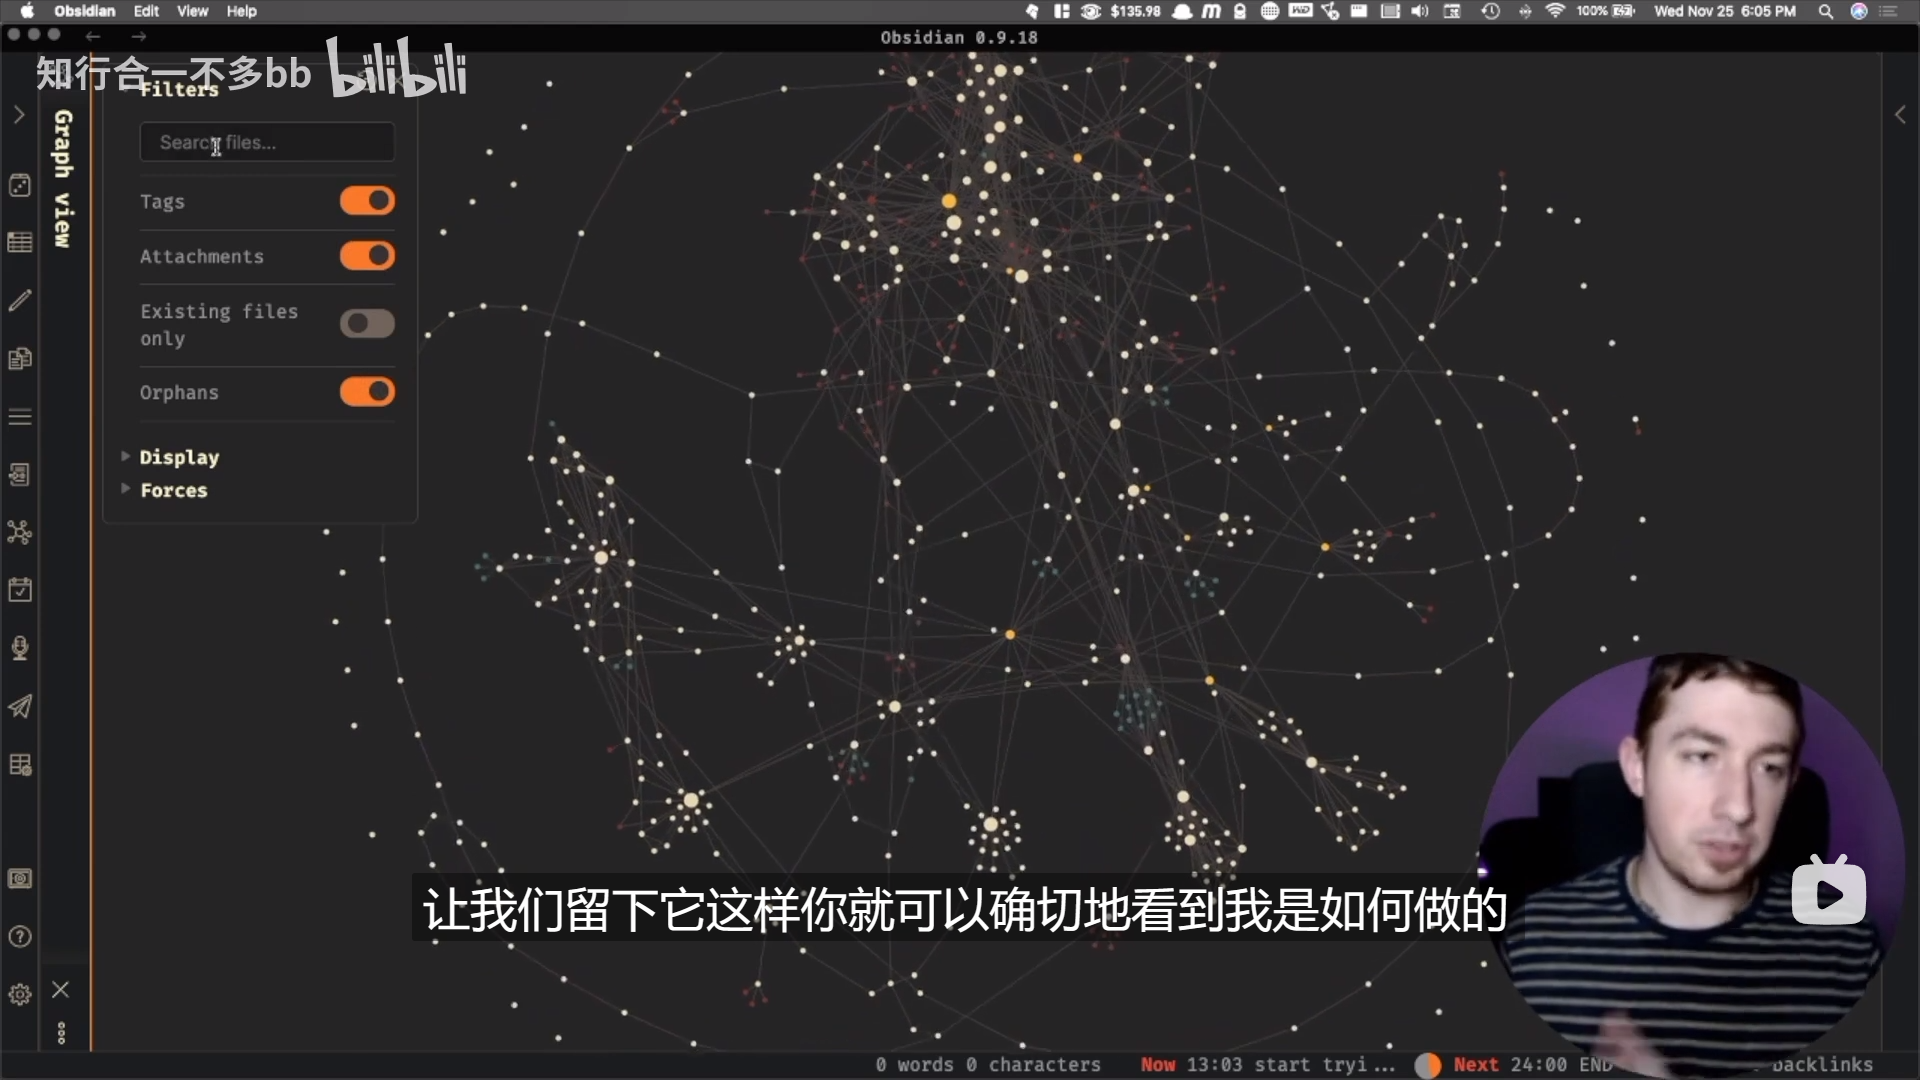 Obsidian Edit View Help
$135.98
100%
Wed Nov 25 6:05 PM
Obsidian 0.9.18
知行合一不多bb bilibili
Graph view
Filters
Search files...
Tags
Attachments
Existing files
only
Orphans
Display
Forces
让我们留下它这样你就可以确切地看到我是如何做的
0 words 0 characters
Now 13:03 start tryi...
Next 24:00 END
backlinks